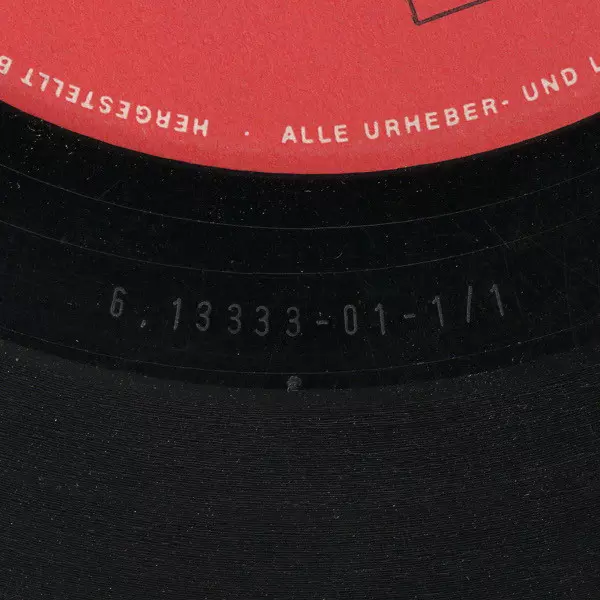 HERGESTELLT
ALLE URHEBER- UND
6.13333-01-1/1